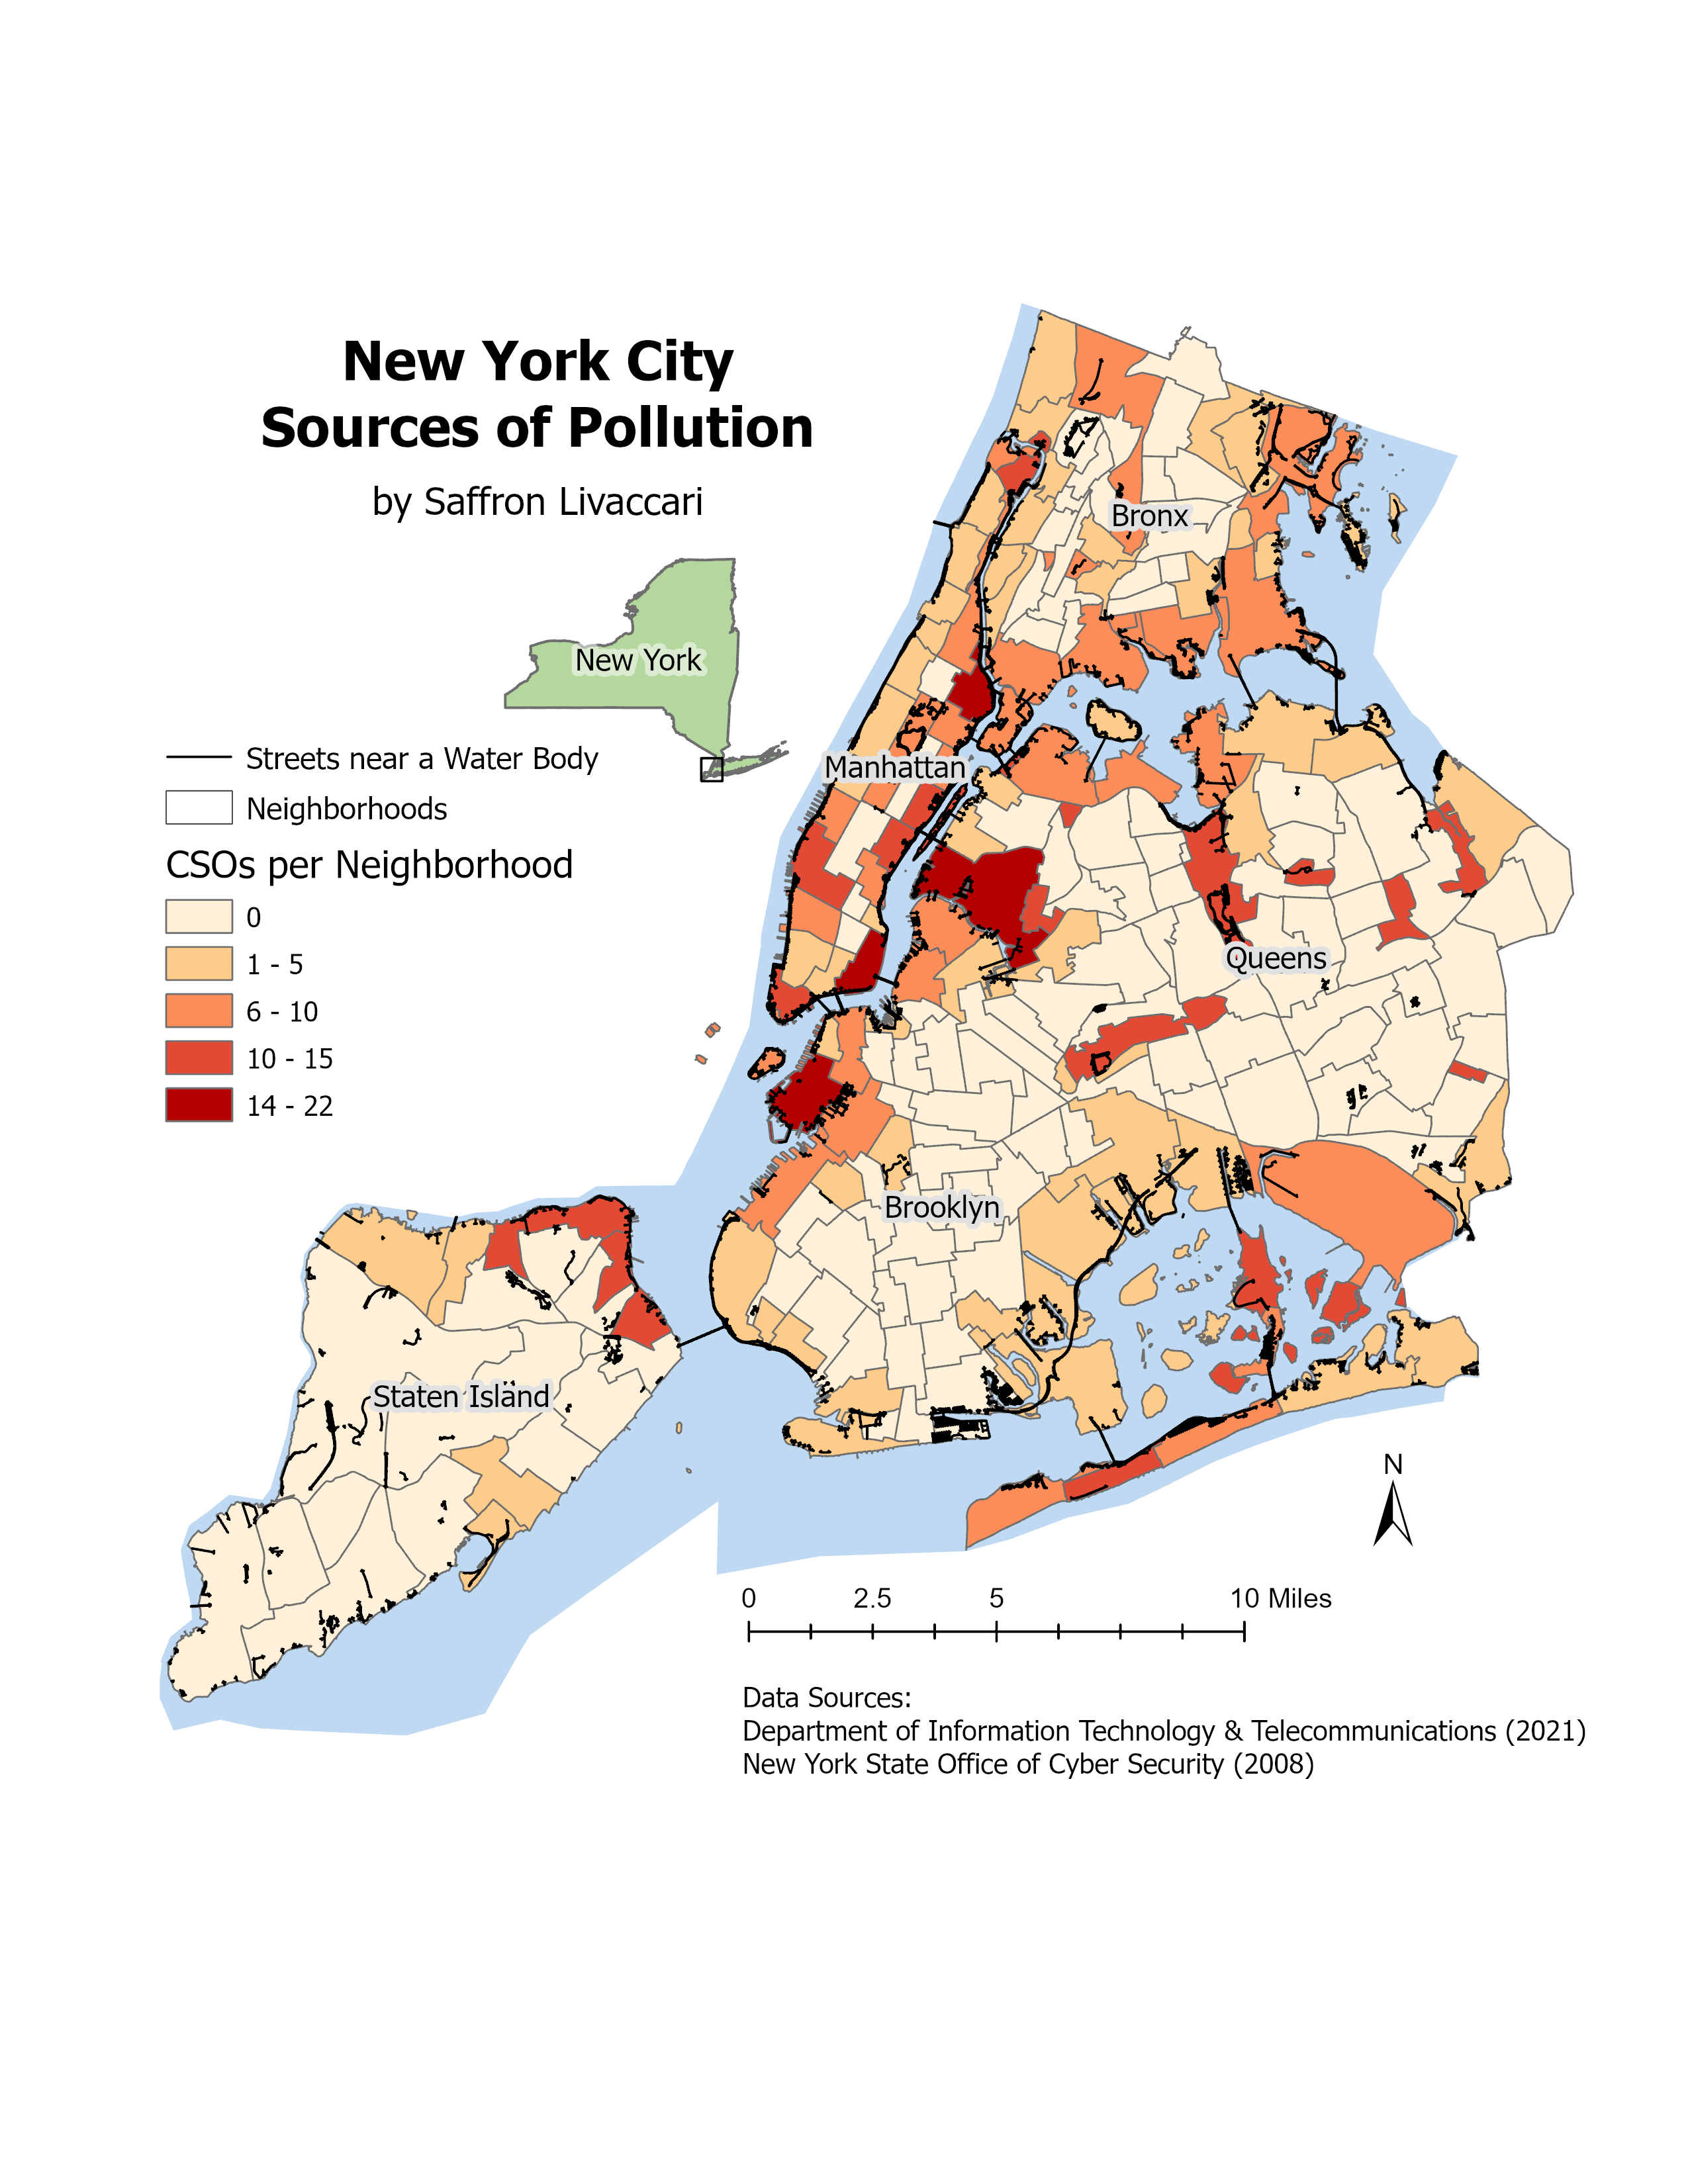 New York City
Sources of Pollution
by Saffron Livaccari
New York
Streets near a Water Body
Neighborhoods
CSOs per Neighborhood
0
1 - 5
6 - 10
10 - 15
14 - 22
Bronx
Manhattan
Queens
Brooklyn
Staten Island
N
0 2.5 5 10 Miles
Data Sources:
Department of Information Technology & Telecommunications (2021)
New York State Office of Cyber Security (2008)